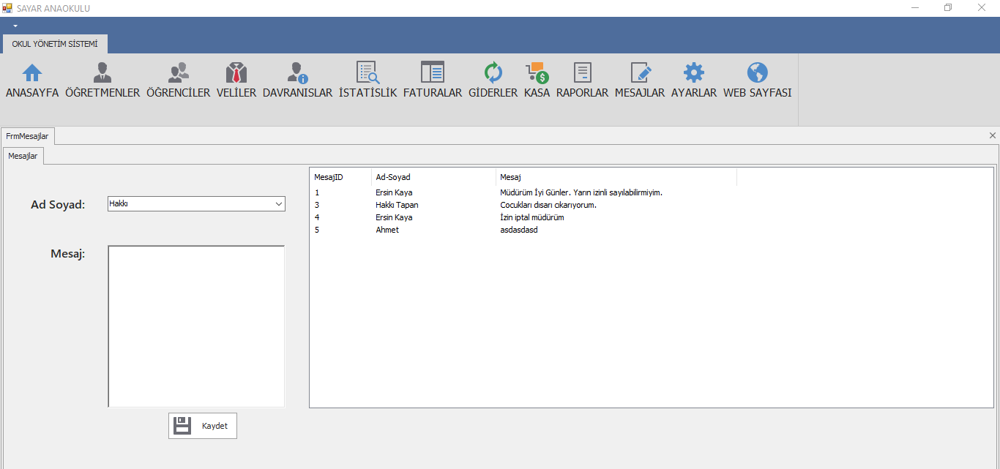 SAYAR ANAOKULU
OKUL YÖNETİM SİSTEMİ
ANASAYFA ÖĞRETMENLER ÖĞRENCİLER VELİLER DAVRANISLAR İSTATİSLİK FATURALAR GİDERLER KASA RAPORLAR MESAJLAR AYARLAR WEB SAYFASI
FrmMesajlar
Mesajlar
MesajID Ad-Soyad Mesaj
1 Ersin Kaya Müdürüm İyi Günler. Yarın izinli sayılabilirmiyim.
Ad Soyad: Hakkı
3 Hakkı Tapan Cocukları dısarı cıkarıyorum.
4 Ersin Kaya İzin iptal müdürüm
5 Ahmet asdasdasd
Mesaj:
Kaydet